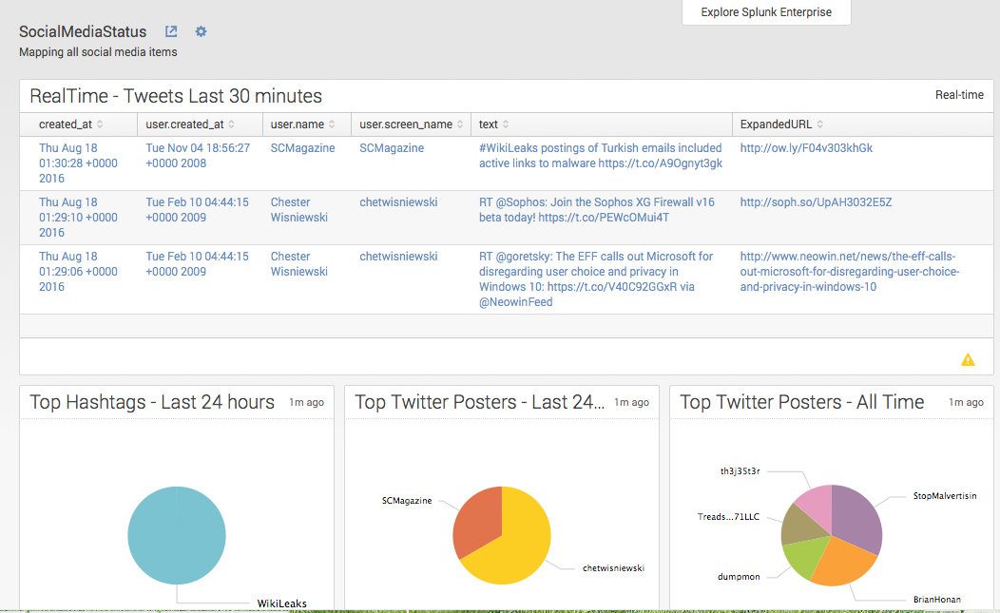 Explore Splunk Enterprise
SocialMediaStatus
Mapping all social media items
RealTime - Tweets Last 30 minutes
Real-time
created_at user.created_at user.name user.screen_name text ExpandedURL
Thu Aug 18 Tue Nov 04 18:56:27 SCMagazine SCMagazine #WikiLeaks postings of Turkish emails included http://ow.ly/F04v303khGk
01:30:28 +0000 +0000 2008 active links to malware https://t.co/A9Ognyt3gk
2016
Thu Aug 18 Tue Feb 10 04:44:15 Chester chetwisniewski RT @Sophos: Join the Sophos XG Firewall v16 http://soph.so/UpAH3032E5Z
01:29:10 +0000 +0000 2009 Wisniewski beta today! https://t.co/PEWcOMui4T
2016
Thu Aug 18 Tue Feb 10 04:44:15 Chester chetwisniewski RT @goretsky: The EFF calls out Microsoft for http://www.neowin.net/news/the-eff-calls-
01:29:06 +0000 +0000 2009 Wisniewski disregarding user choice and privacy in out-microsoft-for-disregarding-user-choice-
2016 Windows 10: https://t.co/V40C92GGxR via and-privacy-in-windows-10
@NeowinFeed
Top Hashtags - Last 24 hours 1m ago
WikiLeaks
Top Twitter Posters - Last 24... 1m ago
SCMagazine
chetwisniewski
Top Twitter Posters - All Time 1m ago
th3j35t3r
StopMalvertisin
Treads...71LLC
dumpmon
BrianHonan